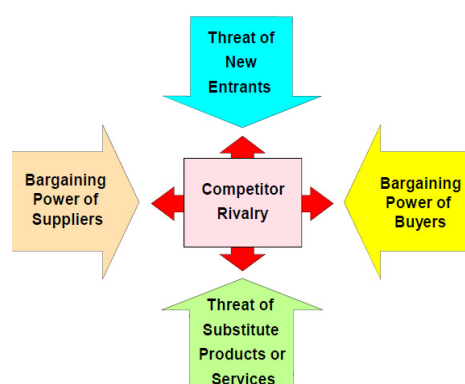 Threat of
New
Entrants
Bargaining
Power of
Suppliers
Competitor
Rivalry
Bargaining
Power of
Buyers
Threat of
Substitute
Products or
Services